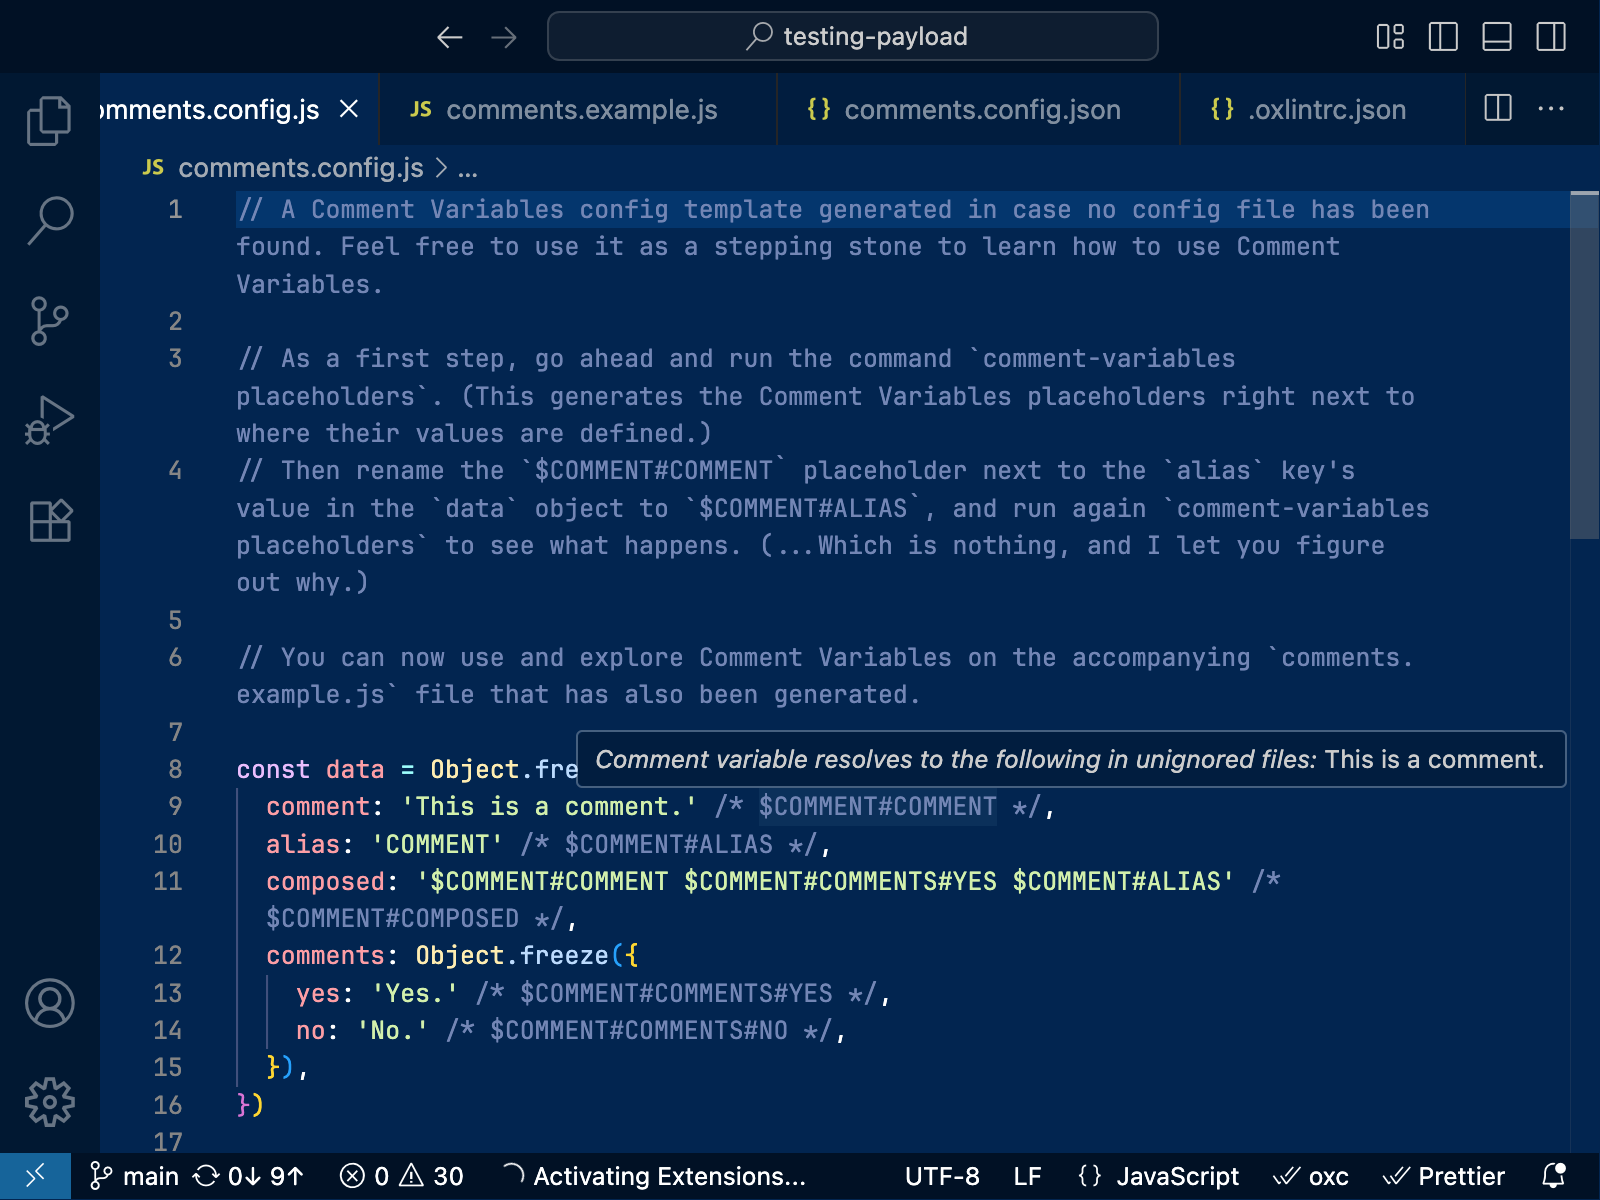 testing-payload
omments.config.js
JS comments.example.js
{} comments.config.json
{} .oxlintrc.json
JS comments.config.js > ...
1 // A Comment Variables config template generated in case no config file has been
found. Feel free to use it as a stepping stone to learn how to use Comment
Variables.
2
3 // As a first step, go ahead and run the command `comment-variables
placeholders`. (This generates the Comment Variables placeholders right next to
where their values are defined.)
4 // Then rename the `$COMMENT#COMMENT` placeholder next to the `alias` key's
value in the `data` object to `$COMMENT#ALIAS`, and run again `comment-variables
placeholders` to see what happens. (...Which is nothing, and I let you figure
out why.)
5
6 // You can now use and explore Comment Variables on the accompanying `comments.
example.js` file that has also been generated.
7
Comment variable resolves to the following in unignored files: This is a comment.
8 const data = Object.fre
9 comment: 'This is a comment.' /* $COMMENT#COMMENT */,
10 alias: 'COMMENT' /* $COMMENT#ALIAS */,
11 composed: '$COMMENT#COMMENT $COMMENT#COMMENTS#YES $COMMENT#ALIAS' /*
$COMMENT#COMPOSED */,
12 comments: Object.freeze({
13 yes: 'Yes.' /* $COMMENT#COMMENTS#YES */,
14 no: 'No.' /* $COMMENT#COMMENTS#NO */,
15 }),
16 })
17
main 0↓ 9↑ 0 30 Activating Extensions... UTF-8 LF {} JavaScript oxc Prettier